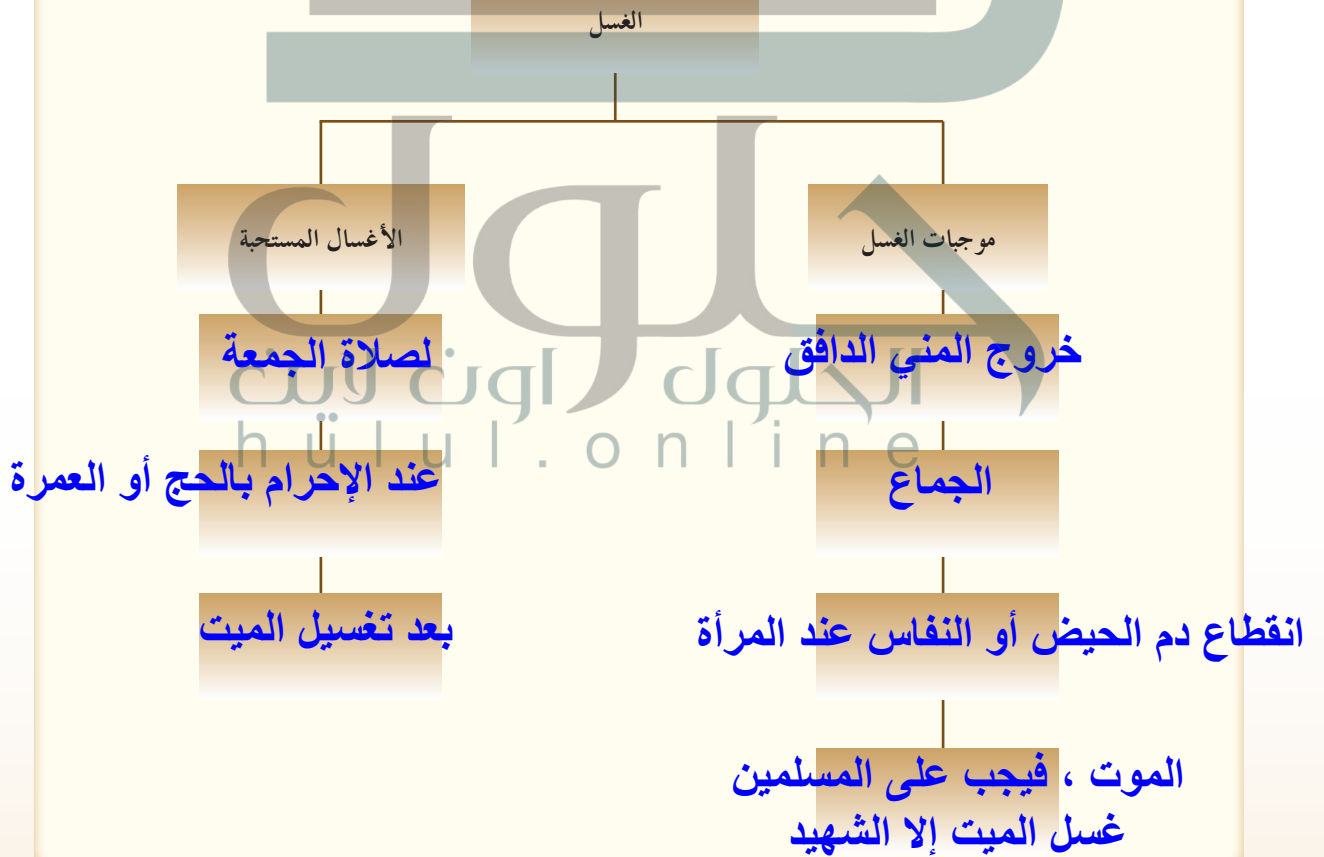 الغسل
موجبات الغسل
الأغسال المستحبة
خروج المني الدافق
لصلاة الجمعة
حلول
الحلول اون لاين
hülul.online
الجماع
عند الإحرام بالحج أو العمرة
انقطاع دم الحيض أو النفاس عند المرأة
بعد تغسيل الميت
الموت ، فيجب على المسلمين
غسل الميت إلا الشهيد